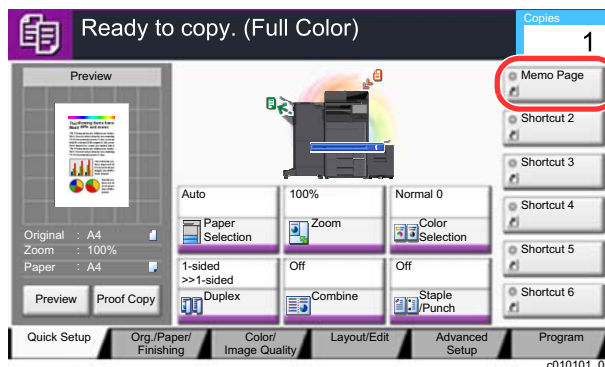 Ready to copy. (Full Color)
Copies
1
Preview
Original : A4
Zoom : 100%
Paper : A4
Preview
Proof Copy
Auto
Paper
Selection
100%
Zoom
Normal 0
Color
Selection
1-sided
>>1-sided
Duplex
Off
Combine
Off
Staple
/Punch
Memo Page
Shortcut 2
Shortcut 3
Shortcut 4
Shortcut 5
Shortcut 6
Quick Setup
Org./Paper/
Finishing
Color/
Image Quality
Layout/Edit
Advanced
Setup
Program